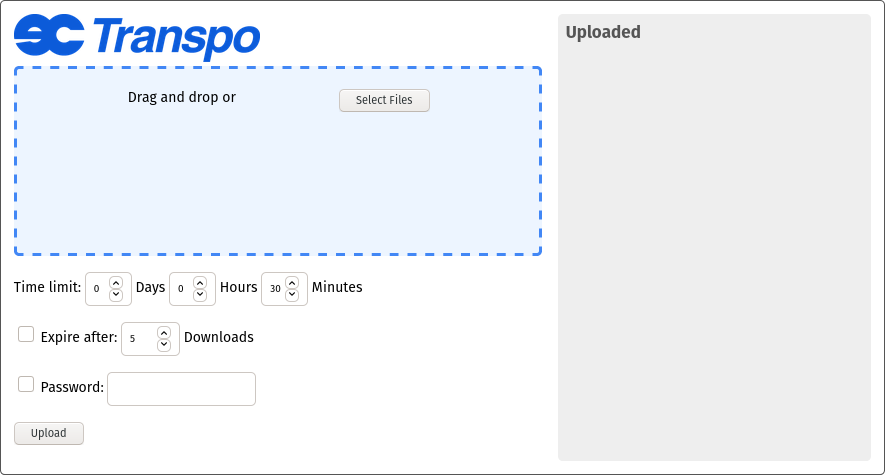 Transpo
Drag and drop or
Select Files
Time limit: 0 Days 0 Hours 30 Minutes
Expire after: 5 Downloads
Password:
Upload
Uploaded